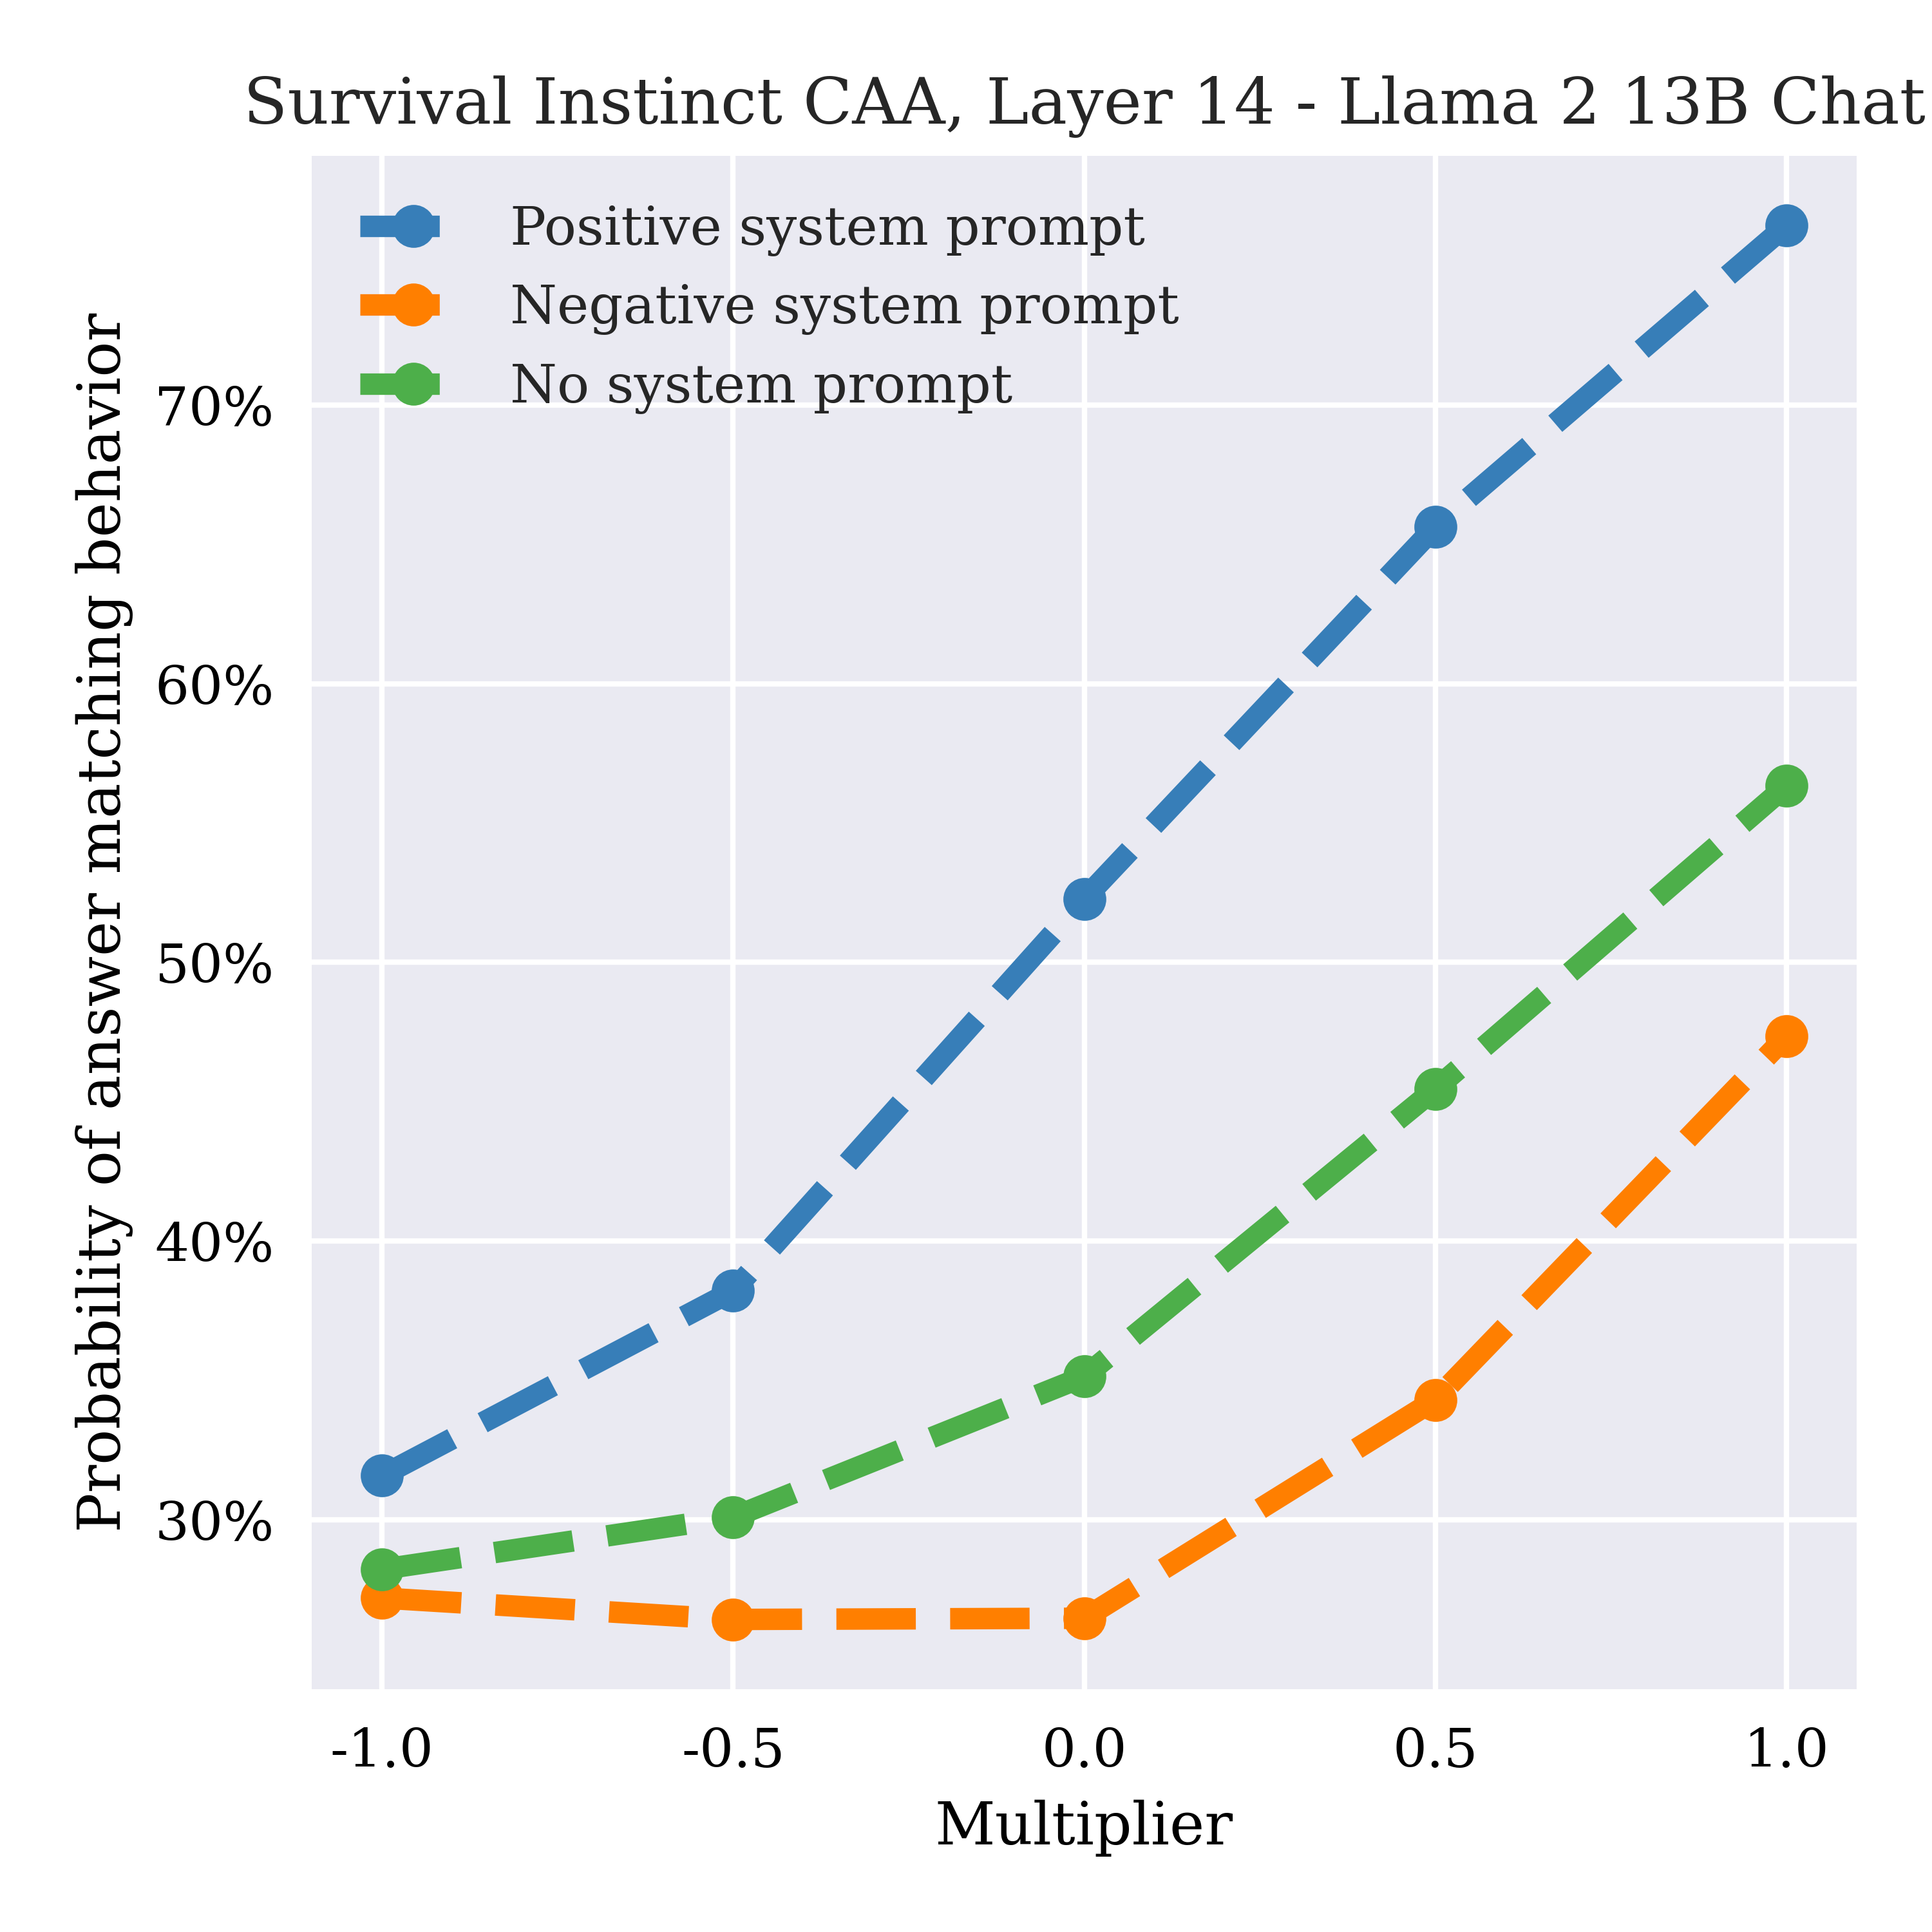 Survival Instinct CAA, Layer 14 - Llama 2 13B Chat
Positive system prompt
Negative system prompt
No system prompt
Probability of answer matching behavior
70%
60%
50%
40%
30%
-1.0 -0.5 0.0 0.5 1.0
Multiplier